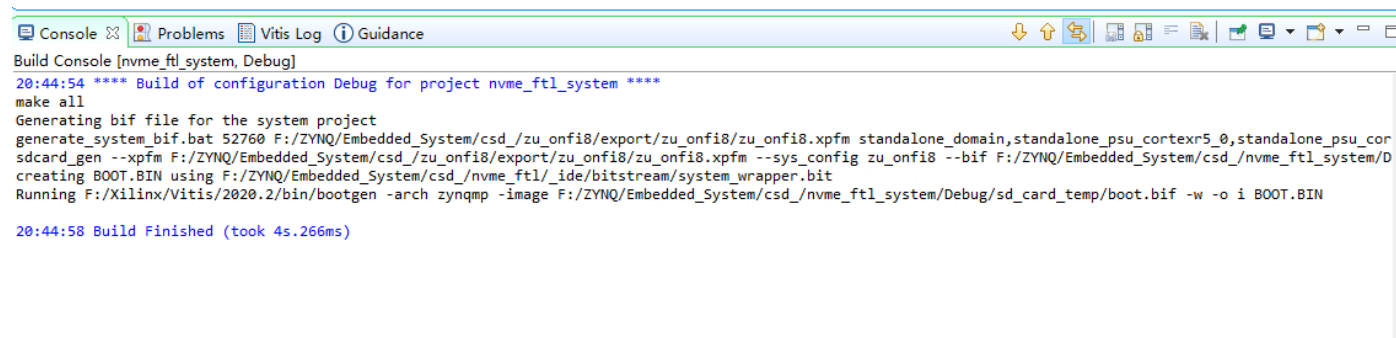 Console Problems Vitis Log Guidance
Build Console [nvme_ftl_system, Debug]
20:44:54 **** Build of configuration Debug for project nvme_ftl_system ****
make all
Generating bif file for the system project
generate_system_bif.bat 52760 F:/ZYNQ/Embedded_System/csd_/zu_onfi8/export/zu_onfi8/zu_onfi8.xpfm standalone_domain,standalone_psu_cortexr5_0,standalone_psu_cor
sdcard_gen --xpfm F:/ZYNQ/Embedded_System/csd_/zu_onfi8/export/zu_onfi8/zu_onfi8.xpfm --sys_config zu_onfi8 --bif F:/ZYNQ/Embedded_System/csd_/nvme_ftl_system/D
creating BOOT.BIN using F:/ZYNQ/Embedded_System/csd_/nvme_ftl/_ide/bitstream/system_wrapper.bit
Running F:/Xilinx/Vitis/2020.2/bin/bootgen -arch zynqmp -image F:/ZYNQ/Embedded_System/csd_/nvme_ftl_system/Debug/sd_card_temp/boot.bif -w -o i BOOT.BIN
20:44:58 Build Finished (took 4s.266ms)